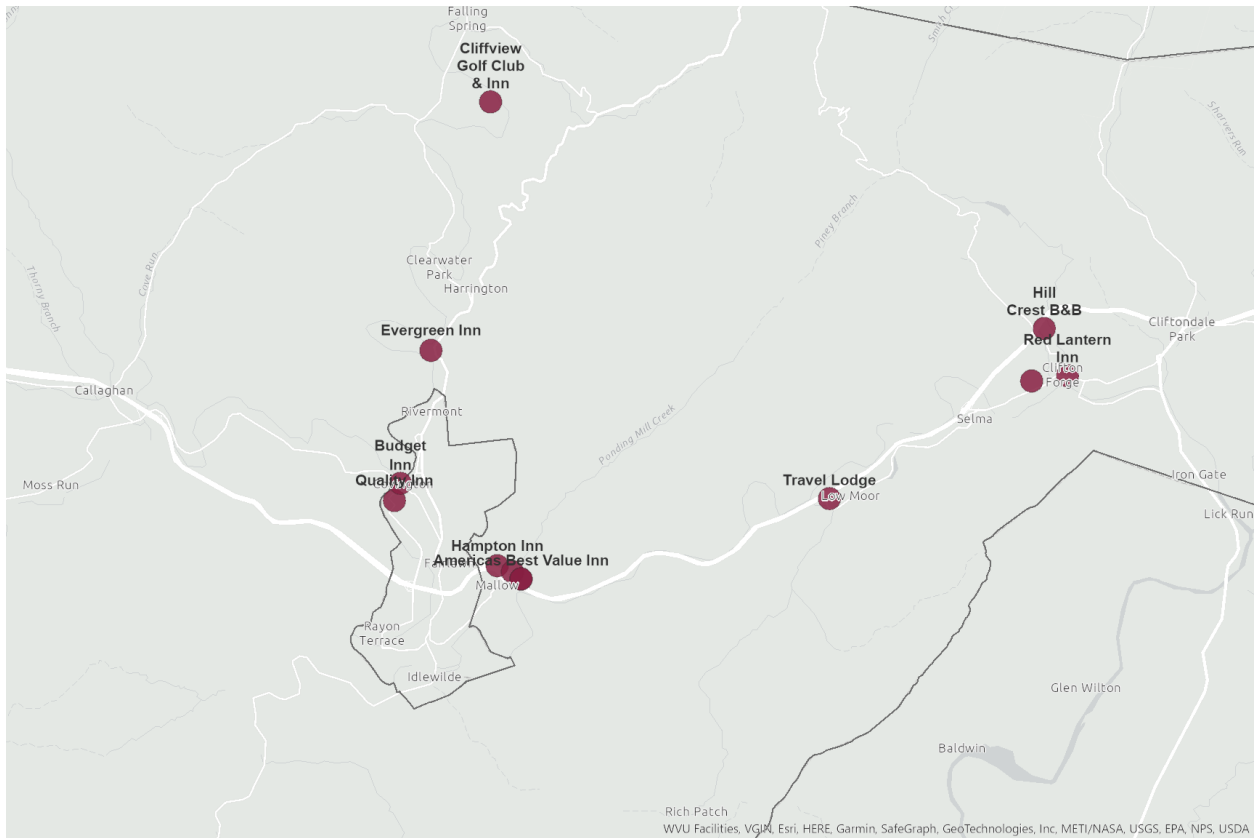 Falling
Spring
Cliffview
Golf Club
& Inn
Sharvers Run
Piney Branch
Cove Run
Thorny Branch
Clearwater
Park
Harrington
Hill
Crest B&B
Cliftondale
Park
Evergreen Inn
Red Lantern
Inn
Clifton
Forge
Callaghan
Rivermont
Selma
Ponding Mill Creek
Budget
Inn
Quality Inn
Covington
Moss Run
Travel Lodge
Low Moor
Iron Gate
Lick Run
Hampton Inn
Americas Best Value Inn
Mallow
Rayon
Terrace
Idlewilde
Glen Wilton
Baldwin
Rich Patch
WVU Facilities, VGIN, Esri, HERE, Garmin, SafeGraph, GeoTechnologies, Inc, METI/NASA, USGS, EPA, NPS, USDA